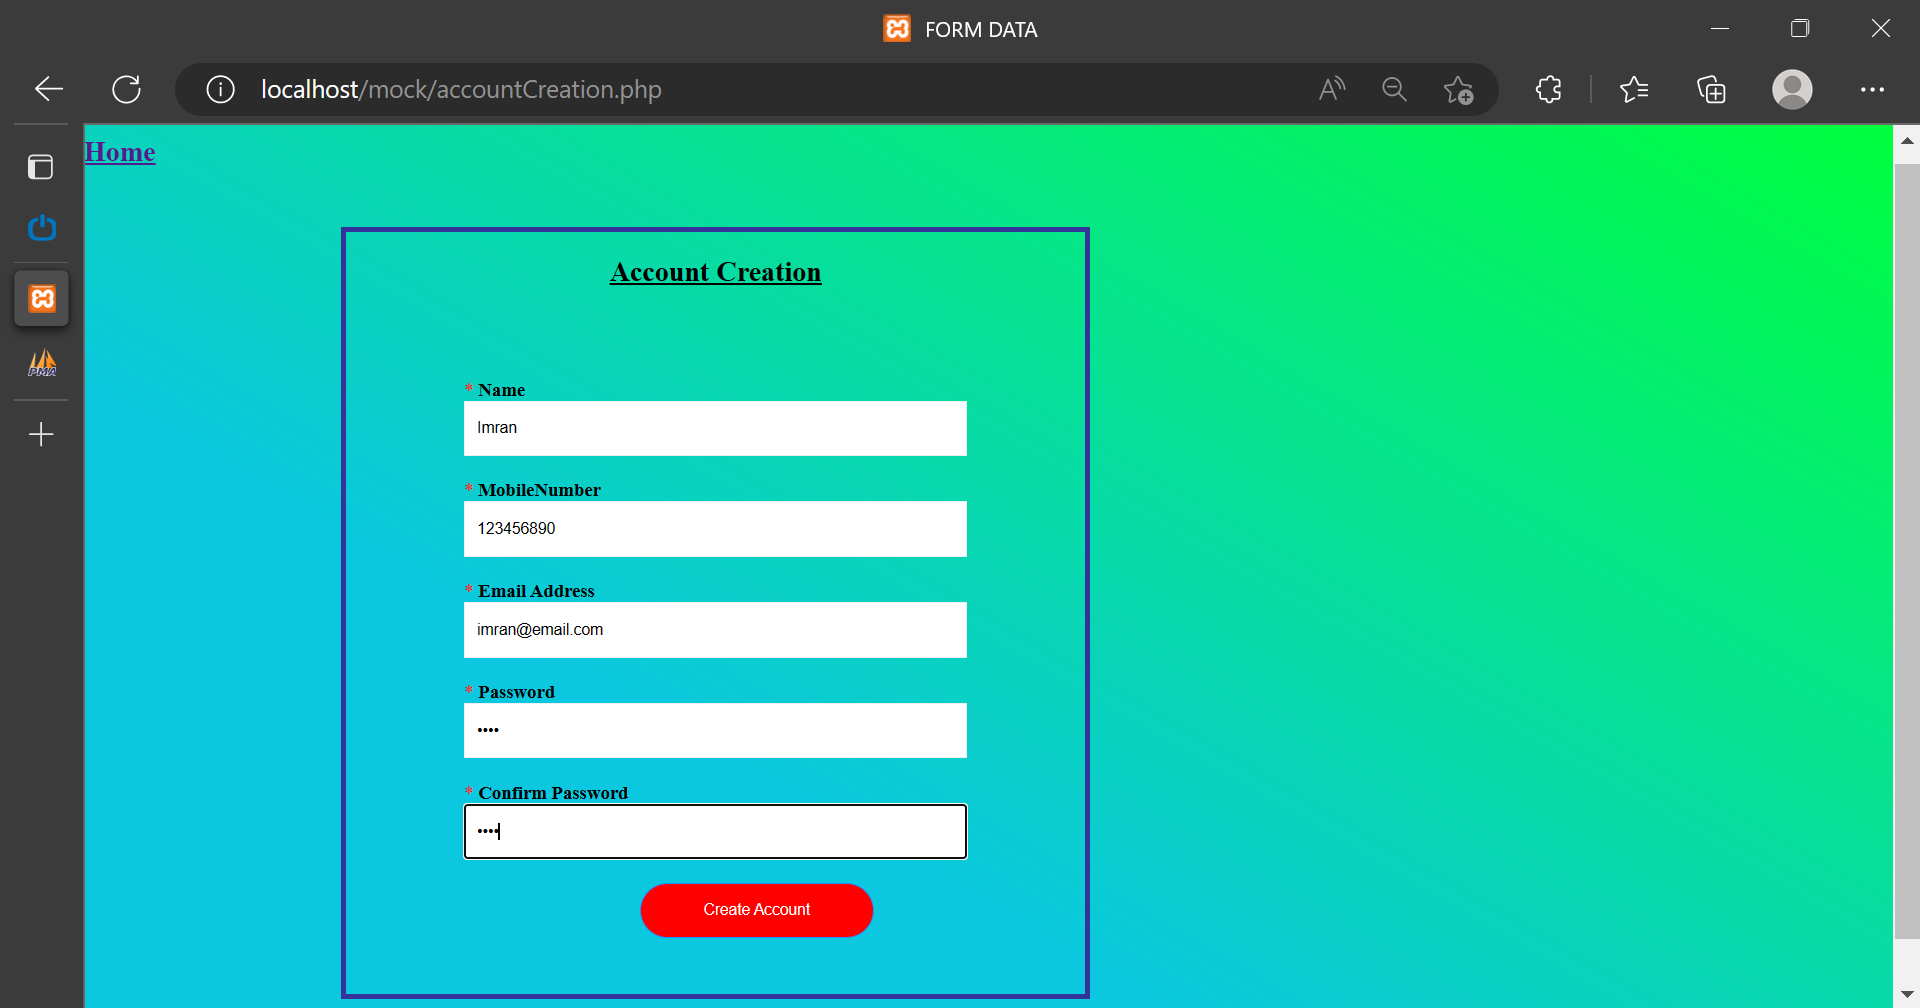 FORM DATA
localhost/mock/accountCreation.php
Home
Account Creation
* Name
Imran
* MobileNumber
123456890
* Email Address
imran@email.com
* Password
••••
* Confirm Password
••••
Create Account
PMA